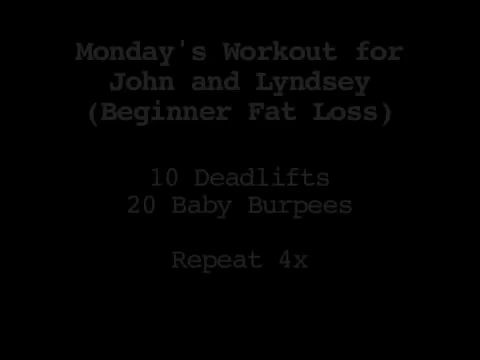 Monday's Workout for
John and Lyndsey
(Beginner Fat Loss)
10 Deadlifts
20 Baby Burpees
Repeat 4x